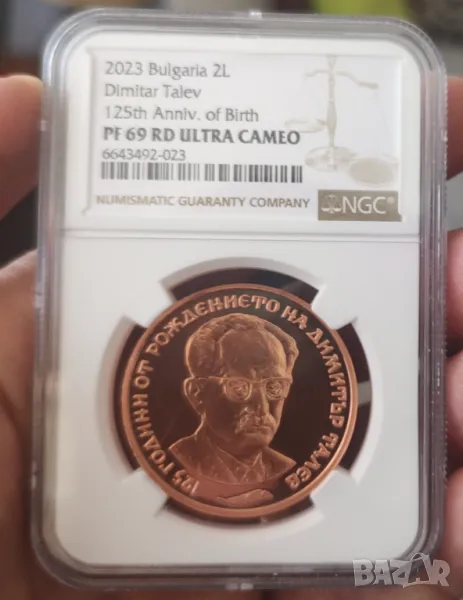 2023 Bulgaria 2L
Dimitar Talev
125th Anniv. of Birth
PF 69 RD ULTRA CAMEO
6643492-023
NUMISMATIC GUARANTY COMPANY
NGC
125 ГОДИНИ ОТ РОЖДЕНИЕТО НА ДИМИТЪР ТАЛЕВ
BAZAR